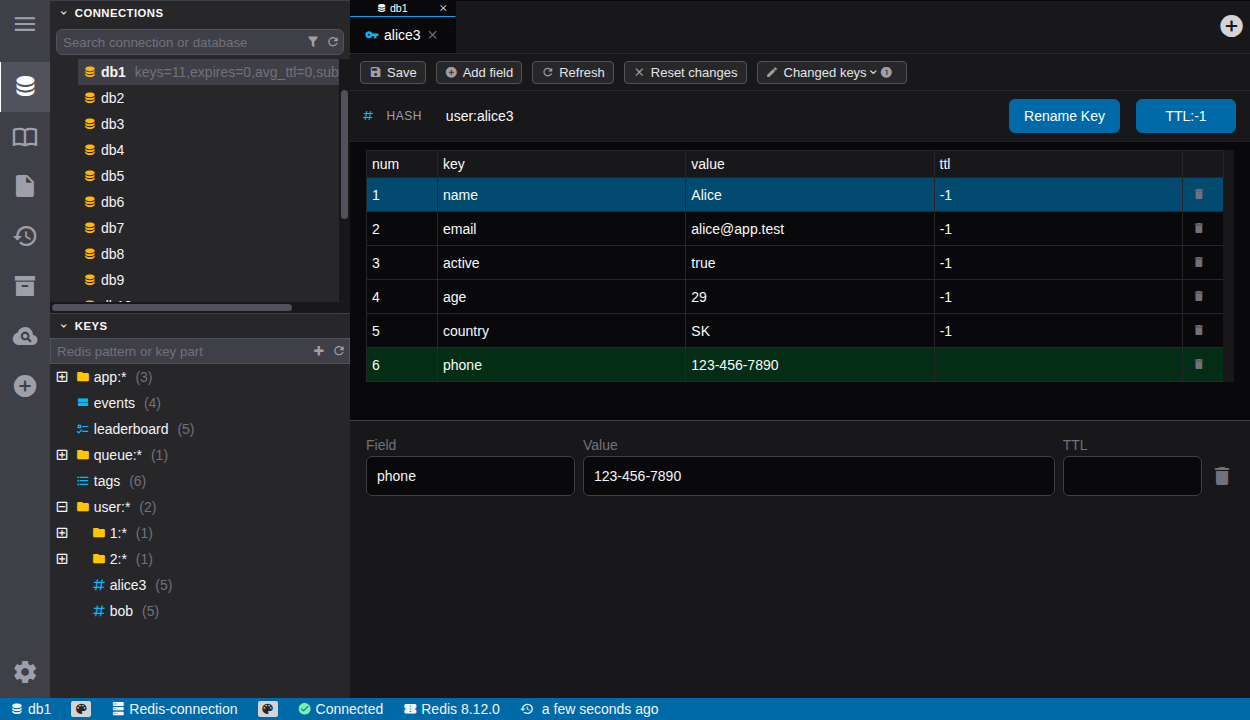 CONNECTIONS
Search connection or database
db1 keys=11,expires=0,avg_ttl=0,sub
db2
db3
db4
db5
db6
db7
db8
db9
KEYS
Redis pattern or key part
app:* (3)
events (4)
leaderboard (5)
queue:* (1)
tags (6)
user:* (2)
1:* (1)
2:* (1)
alice3 (5)
bob (5)
db1
alice3
Save Add field Refresh Reset changes Changed keys 1
HASH user:alice3 Rename Key TTL:-1
num key value ttl
1 name Alice -1
2 email alice@app.test -1
3 active true -1
4 age 29 -1
5 country SK -1
6 phone 123-456-7890
Field Value TTL
phone 123-456-7890
db1 Redis-connection Connected Redis 8.12.0 a few seconds ago